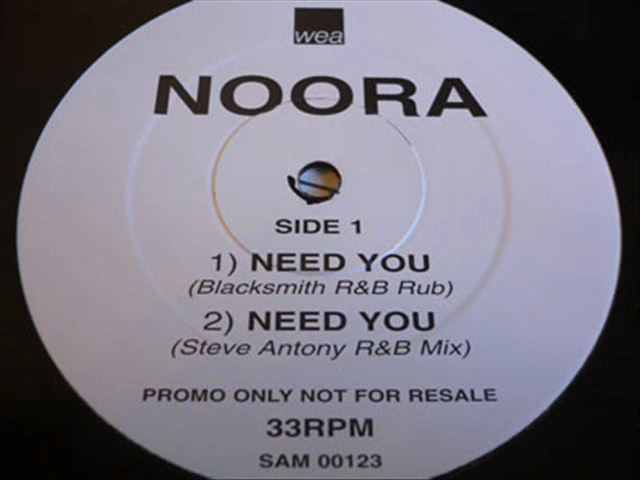 wea
NOORA
SIDE 1
1) NEED YOU
(Blacksmith R&B Rub)
2) NEED YOU
(Steve Antony R&B Mix)
PROMO ONLY NOT FOR RESALE
33RPM
SAM 00123